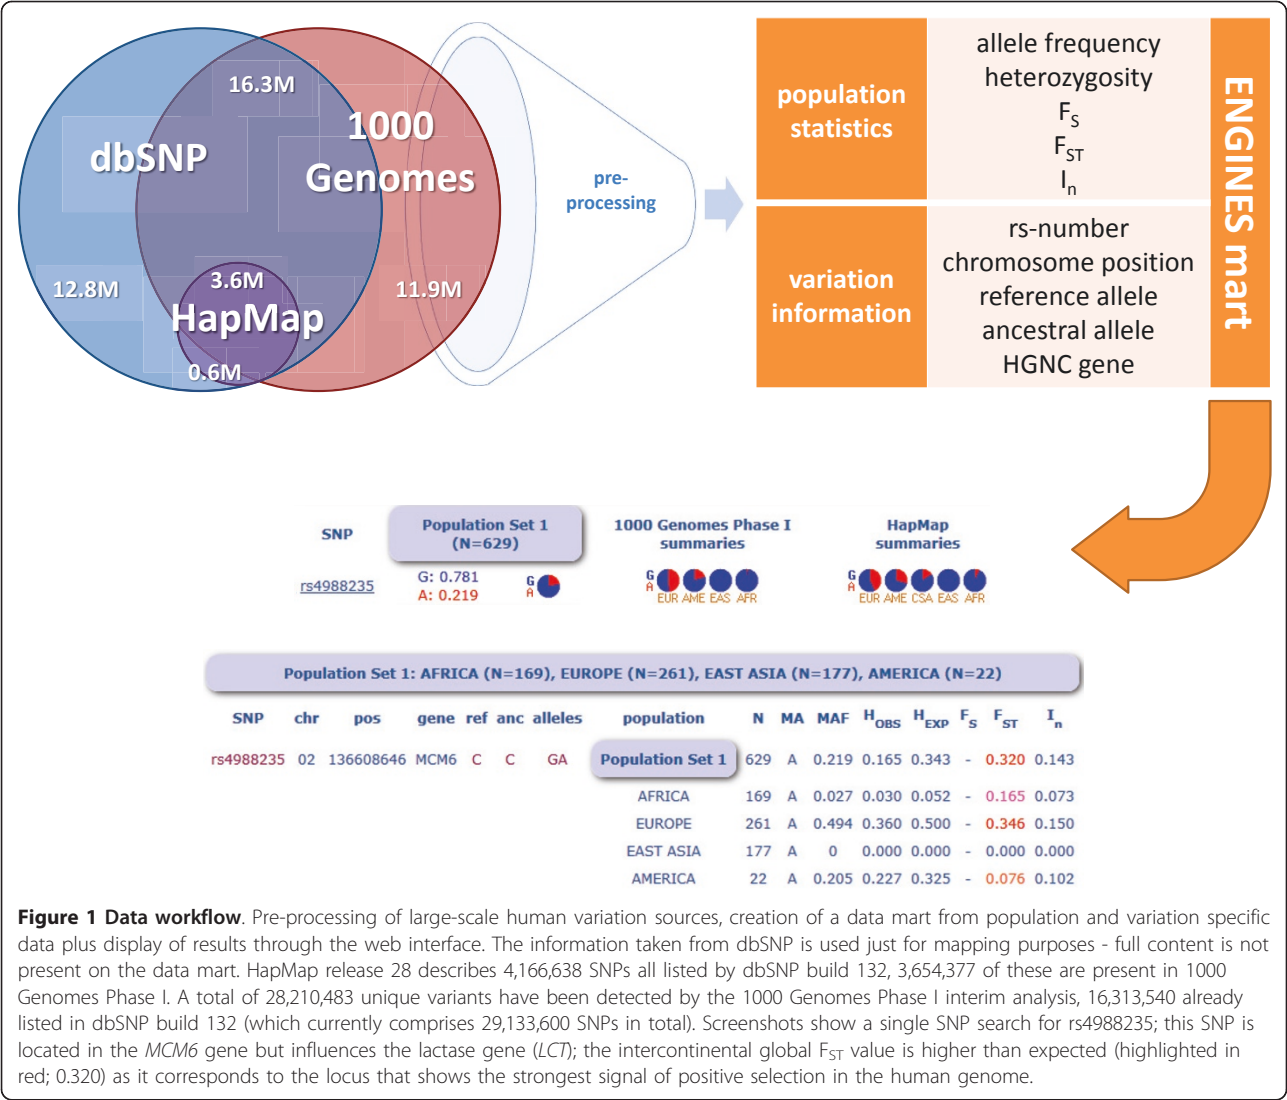 16.3M
1000
Genomes
dbSNP
12.8M
3.6M
11.9M
HapMap
0.6M
pre-
processing
population
statistics
allele frequency
heterozygosity
F_S
F_ST
I_n
variation
information
rs-number
chromosome position
reference allele
ancestral allele
HGNC gene
ENGINES mart
SNP
Population Set 1
(N=629)
1000 Genomes Phase I
summaries
HapMap
summaries
rs4988235
G: 0.781
A: 0.219
G
A
G
A
EUR AME EAS AFR
G
A
EUR AME CSA EAS AFR
Population Set 1: AFRICA (N=169), EUROPE (N=261), EAST ASIA (N=177), AMERICA (N=22)
SNP chr pos gene ref anc alleles population N MA MAF H_OBS H_EXP F_S F_ST I_n
rs4988235 02 136608646 MCM6 C C GA Population Set 1 629 A 0.219 0.165 0.343 - 0.320 0.143
AFRICA 169 A 0.027 0.030 0.052 - 0.165 0.073
EUROPE 261 A 0.494 0.360 0.500 - 0.346 0.150
EAST ASIA 177 A 0 0.000 0.000 - 0.000 0.000
AMERICA 22 A 0.205 0.227 0.325 - 0.076 0.102
Figure 1 Data workflow. Pre-processing of large-scale human variation sources, creation of a data mart from population and variation specific
data plus display of results through the web interface. The information taken from dbSNP is used just for mapping purposes - full content is not
present on the data mart. HapMap release 28 describes 4,166,638 SNPs all listed by dbSNP build 132, 3,654,377 of these are present in 1000
Genomes Phase I. A total of 28,210,483 unique variants have been detected by the 1000 Genomes Phase I interim analysis, 16,313,540 already
listed in dbSNP build 132 (which currently comprises 29,133,600 SNPs in total). Screenshots show a single SNP search for rs4988235; this SNP is
located in the MCM6 gene but influences the lactase gene (LCT); the intercontinental global F_ST value is higher than expected (highlighted in
red; 0.320) as it corresponds to the locus that shows the strongest signal of positive selection in the human genome.